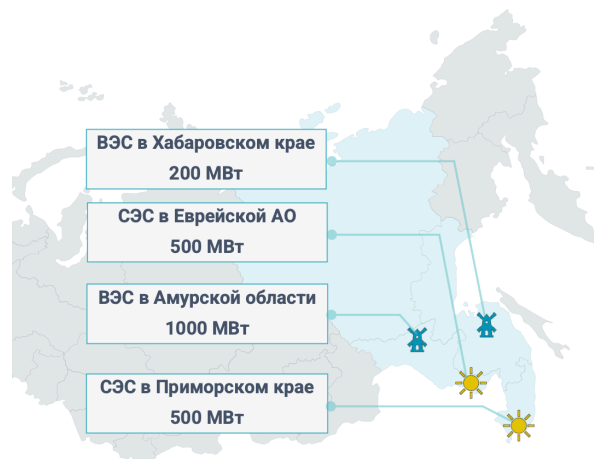 ВЭС в Хабаровском крае
200 МВт
СЭС в Еврейской АО
500 МВт
ВЭС в Амурской области
1000 МВт
СЭС в Приморском крае
500 МВт